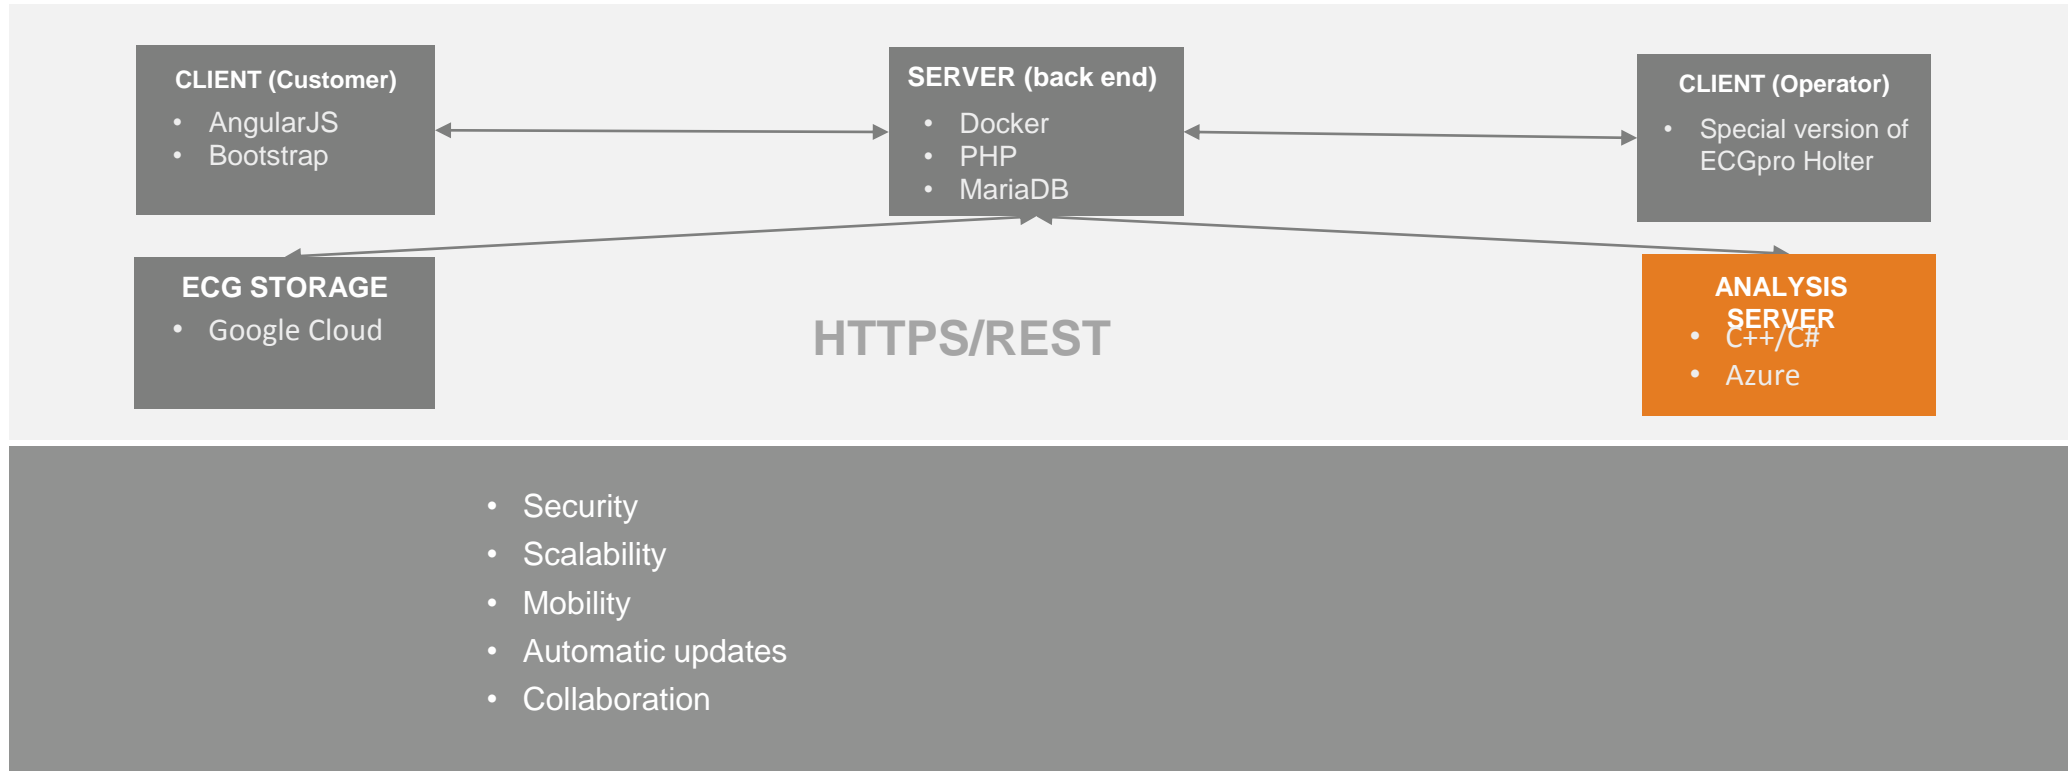 CLIENT (Customer)
• AngularJS
• Bootstrap
SERVER (back end)
• Docker
• PHP
• MariaDB
CLIENT (Operator)
• Special version of
ECGpro Holter
ECG STORAGE
• Google Cloud
HTTPS/REST
ANALYSIS
SERVER
• C++/C#
• Azure
• Security
• Scalability
• Mobility
• Automatic updates
• Collaboration